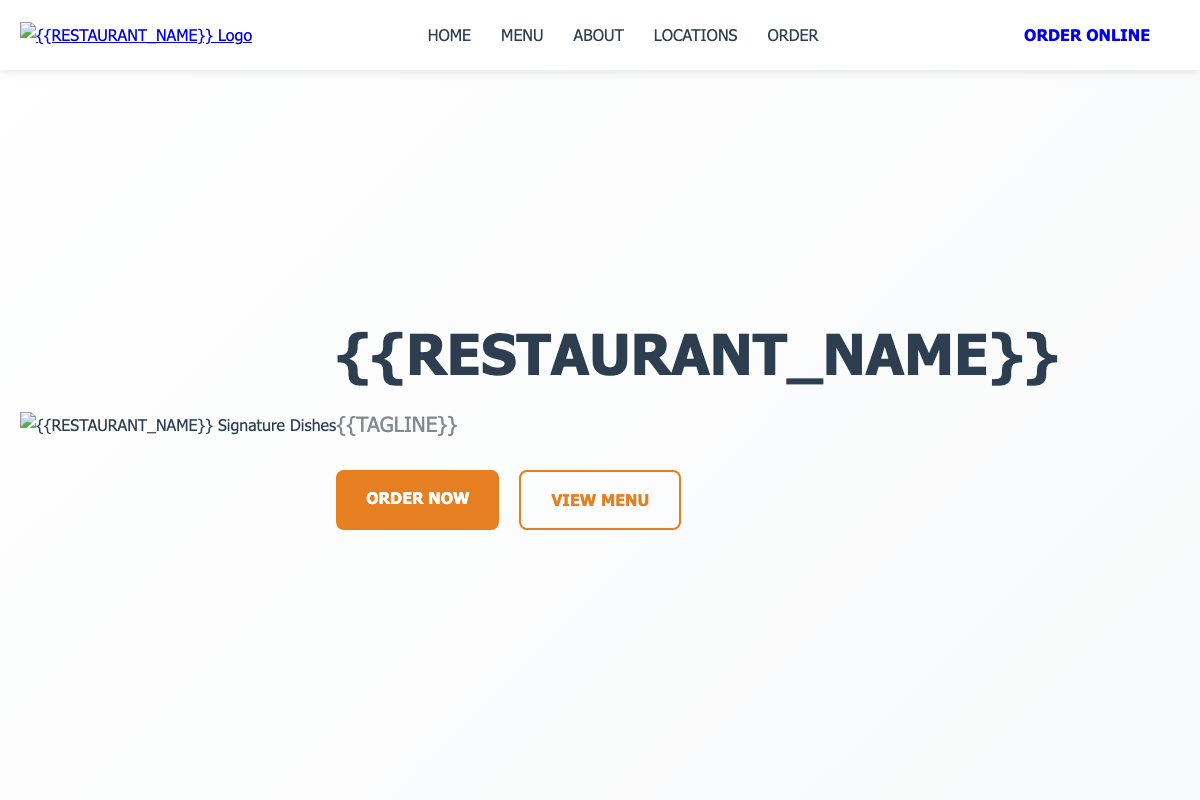 {{RESTAURANT_NAME}} Logo
HOME MENU ABOUT LOCATIONS ORDER
ORDER ONLINE
{{RESTAURANT_NAME}}
{{RESTAURANT_NAME}} Signature Dishes
{{TAGLINE}}
ORDER NOW
VIEW MENU